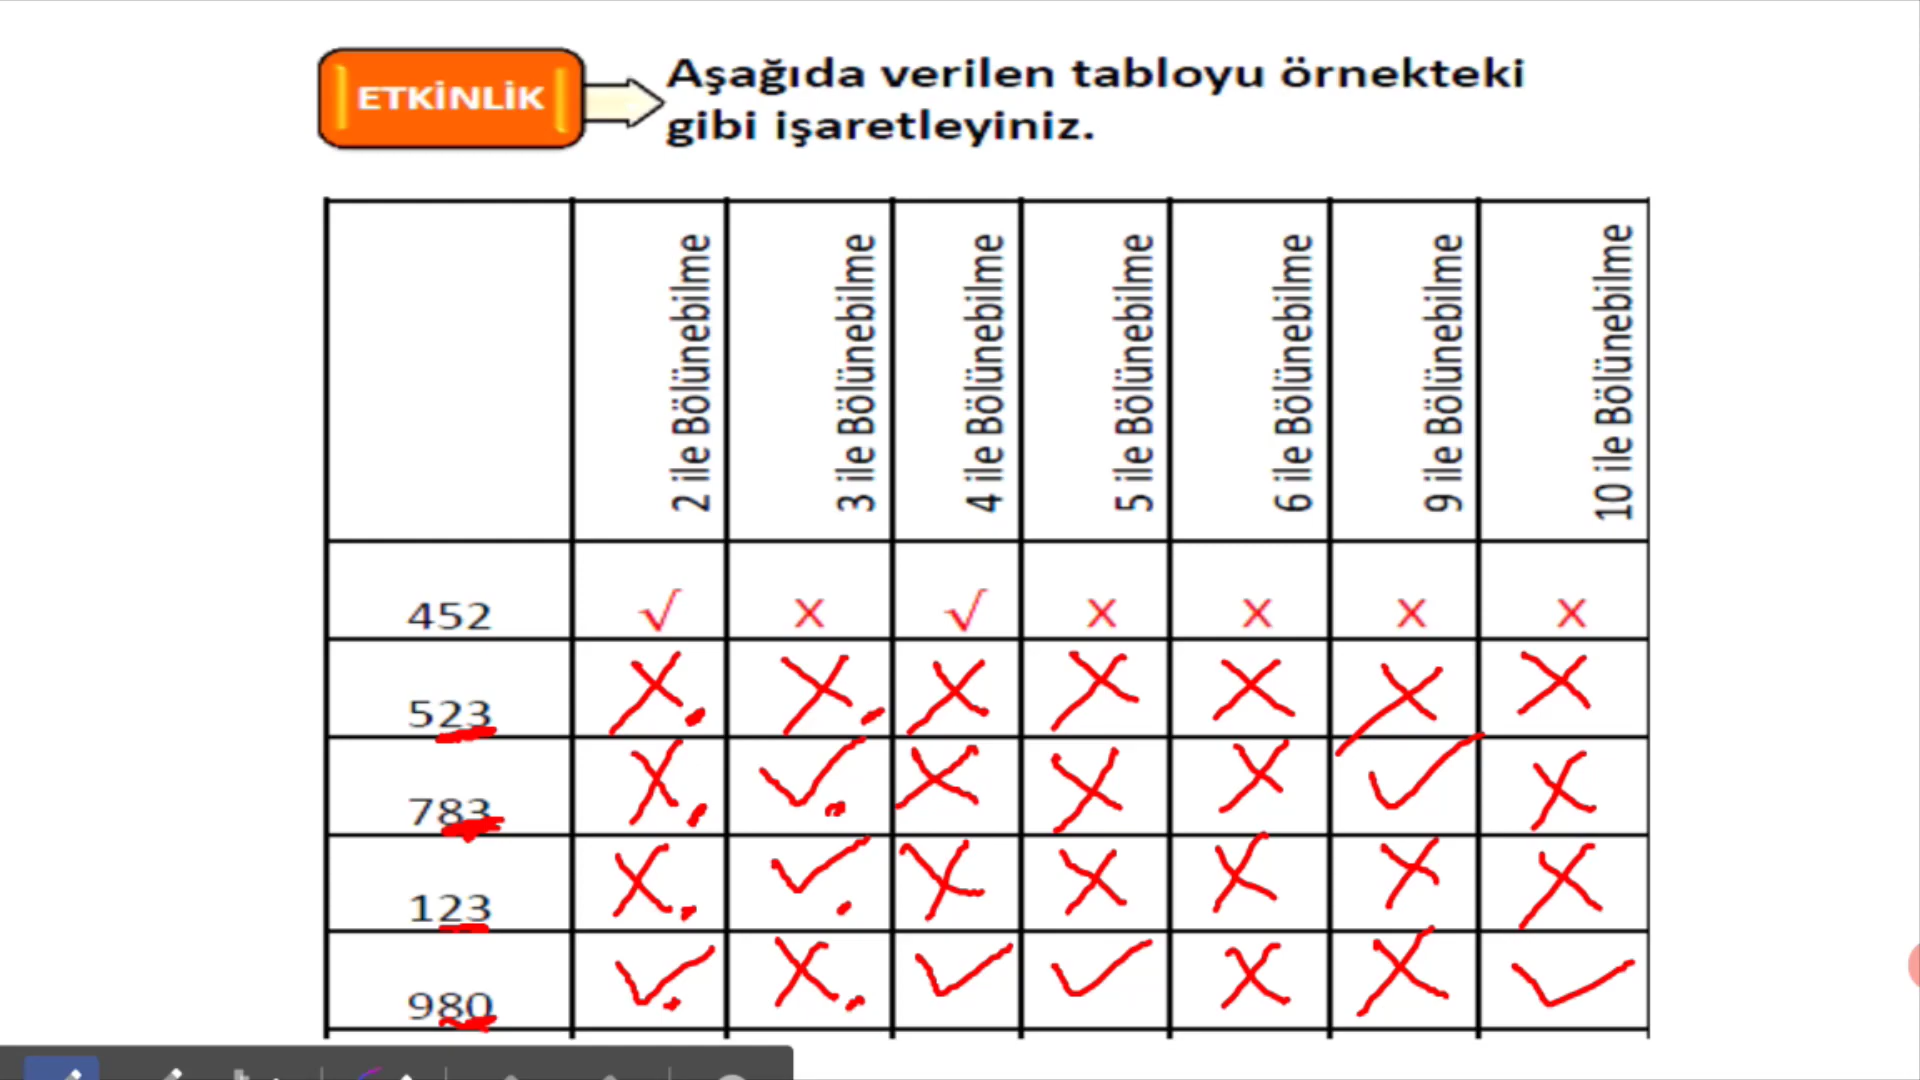 ETKİNLİK
Aşağıda verilen tabloyu örnekteki
gibi işaretleyiniz.
2 ile Bölünebilme
3 ile Bölünebilme
4 ile Bölünebilme
5 ile Bölünebilme
6 ile Bölünebilme
9 ile Bölünebilme
10 ile Bölünebilme
452 √ X √ X X X X
523 X X X X X X X
783 X ✓ X X X ✓ X
123 X ✓ X X X X X
980 ✓ X ✓ ✓ X X ✓